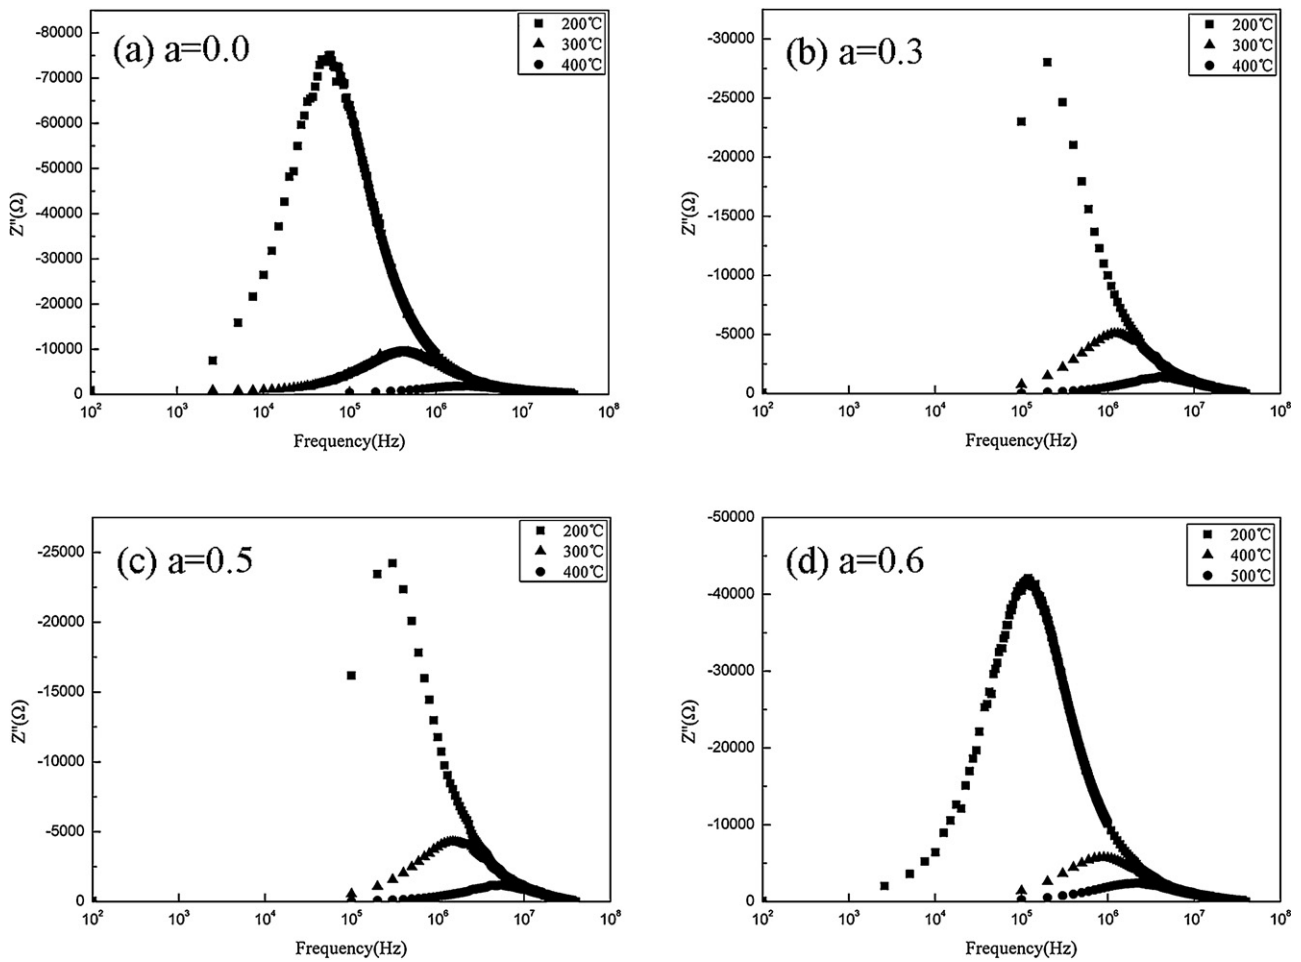 (a) a=0.0
200℃
300℃
400℃
-80000
-70000
-60000
-50000
-40000
-30000
-20000
-10000
0
Z"(Ω)
10² 10³ 10⁴ 10⁵ 10⁶ 10⁷ 10⁸
Frequency(Hz)
(b) a=0.3
200℃
300℃
400℃
-30000
-25000
-20000
-15000
-10000
-5000
0
Z"(Ω)
10² 10³ 10⁴ 10⁵ 10⁶ 10⁷ 10⁸
Frequency(Hz)
(c) a=0.5
200℃
300℃
400℃
-25000
-20000
-15000
-10000
-5000
0
Z"(Ω)
10² 10³ 10⁴ 10⁵ 10⁶ 10⁷ 10⁸
Frequency(Hz)
(d) a=0.6
200℃
400℃
500℃
-50000
-40000
-30000
-20000
-10000
0
Z"(Ω)
10² 10³ 10⁴ 10⁵ 10⁶ 10⁷ 10⁸
Frequency(Hz)